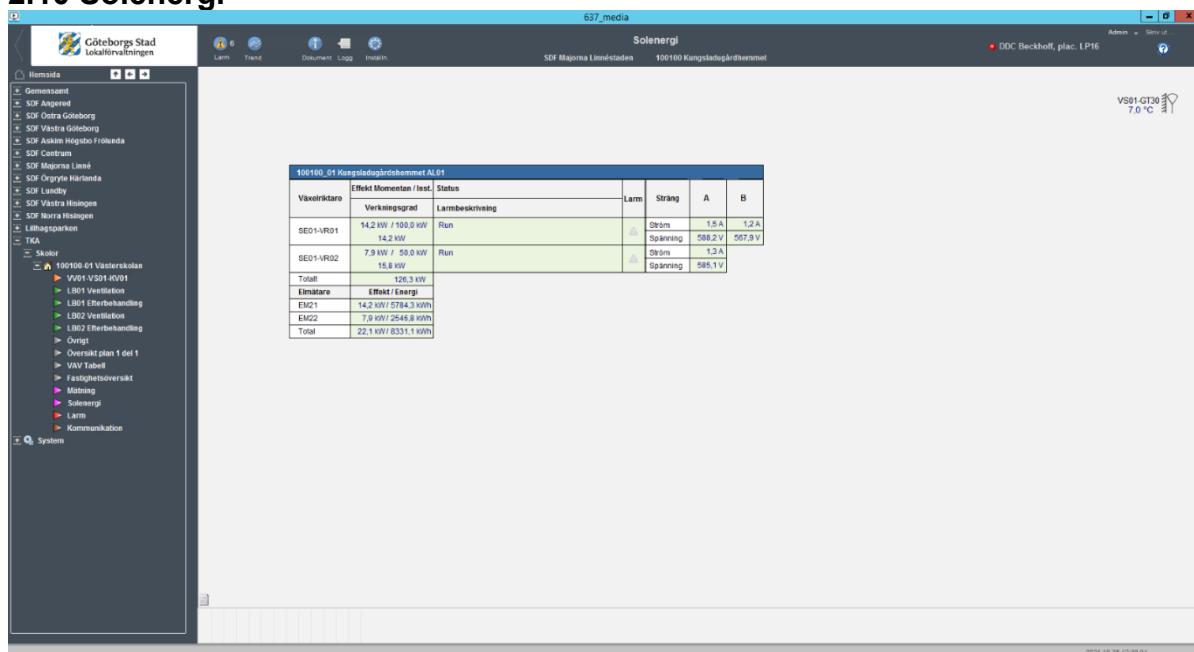 2.10 Solenergi
637_media
Göteborgs Stad
Lokalförvaltningen
6
Larm Trend Dokument Logg Inställn
Solenergi
SDF Majorna Linnéstaden 100100 Kungsladugårdhemmet
DDC Beckhoff, plac. LP16
Admin Skriv ut
Hemsida
Gemensamt
SDF Angered
SDF Östra Göteborg
SDF Västra Göteborg
SDF Askim Högsbo Frölunda
SDF Centrum
SDF Majorna Linné
SDF Örgryte Härlanda
SDF Lundby
SDF Västra Hisingen
SDF Norra Hisingen
Lillhagsparken
TKA
Skolor
100100-01 Västerskolan
VV01-VS01-KV01
LB01 Ventilation
LB01 Efterbehandling
LB02 Ventilation
LB02 Efterbehandling
Övrigt
Översikt plan 1 del 1
VAV Tabell
Fastighetsöversikt
Mätning
Solenergi
Larm
Kommunikation
System
VS01-GT30
7,0 °C
100100_01 Kungsladugårdshemmet AL01
Växelriktare Effekt Momentan / Inst. Status Larm Sträng A B
Verkningsgrad Larmbeskrivning
SE01-VR01 14,2 kW / 100,0 kW Run Ström 1,5 A 1,2 A
14,2 kW Spänning 588,2 V 567,9 V
SE01-VR02 7,9 kW / 50,0 kW Run Ström 1,3 A
15,8 kW Spänning 585,1 V
Totalt 126,3 kW
Elmätare Effekt / Energi
EM21 14,2 kW / 5784,3 kWh
EM22 7,9 kW / 2546,8 kWh
Total 22,1 kW / 8331,1 kWh